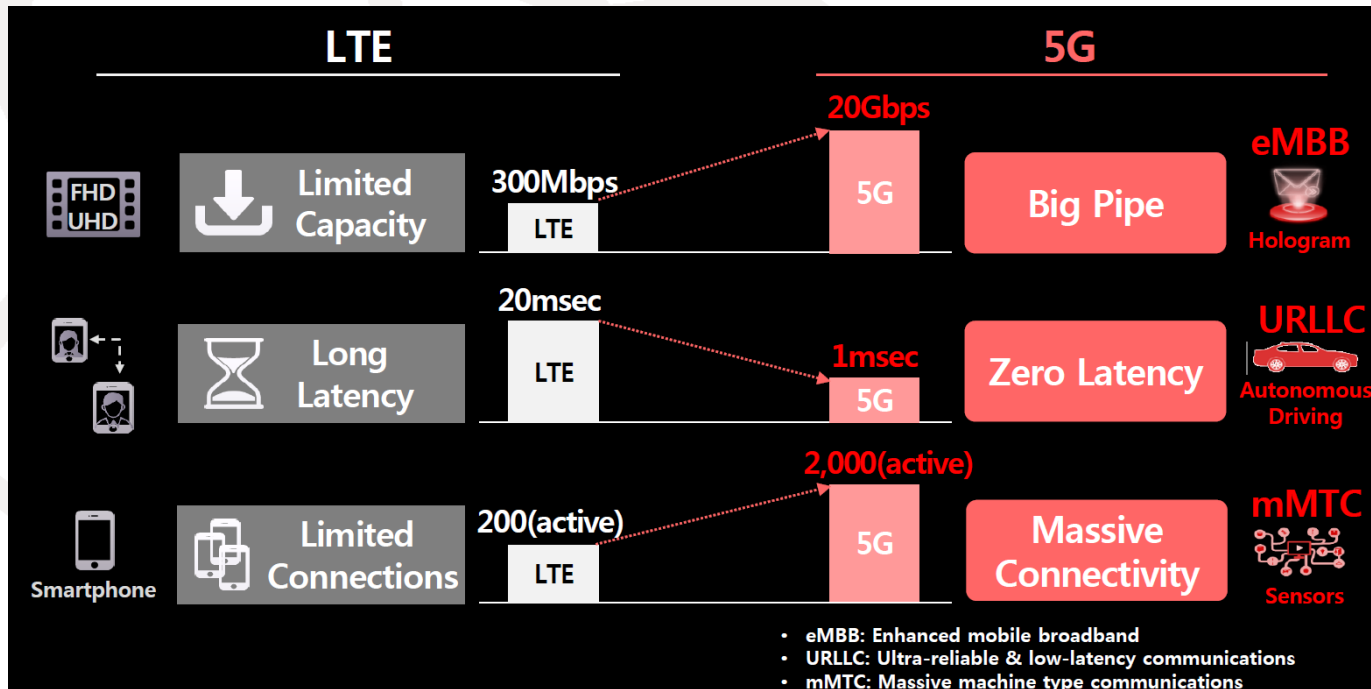 LTE
5G
FHD
UHD
Limited
Capacity
300Mbps
LTE
20Gbps
5G
Big Pipe
eMBB
Hologram
Long
Latency
20msec
LTE
1msec
5G
Zero Latency
URLLC
Autonomous
Driving
Smartphone
Limited
Connections
200(active)
LTE
2,000(active)
5G
Massive
Connectivity
mMTC
Sensors
• eMBB: Enhanced mobile broadband
• URLLC: Ultra-reliable & low-latency communications
• mMTC: Massive machine type communications